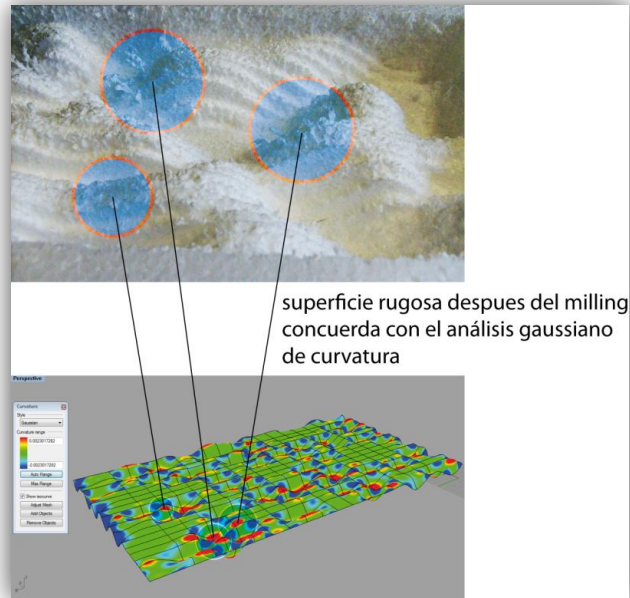 superficie rugosa despues del milling
concuerda con el análisis gaussiano
de curvatura
Perspective
Curvature
Style
Gaussian
Curvature range
Auto Range
Max Range
Show isocurve
Adjust Mesh
Add Objects
Remove Objects